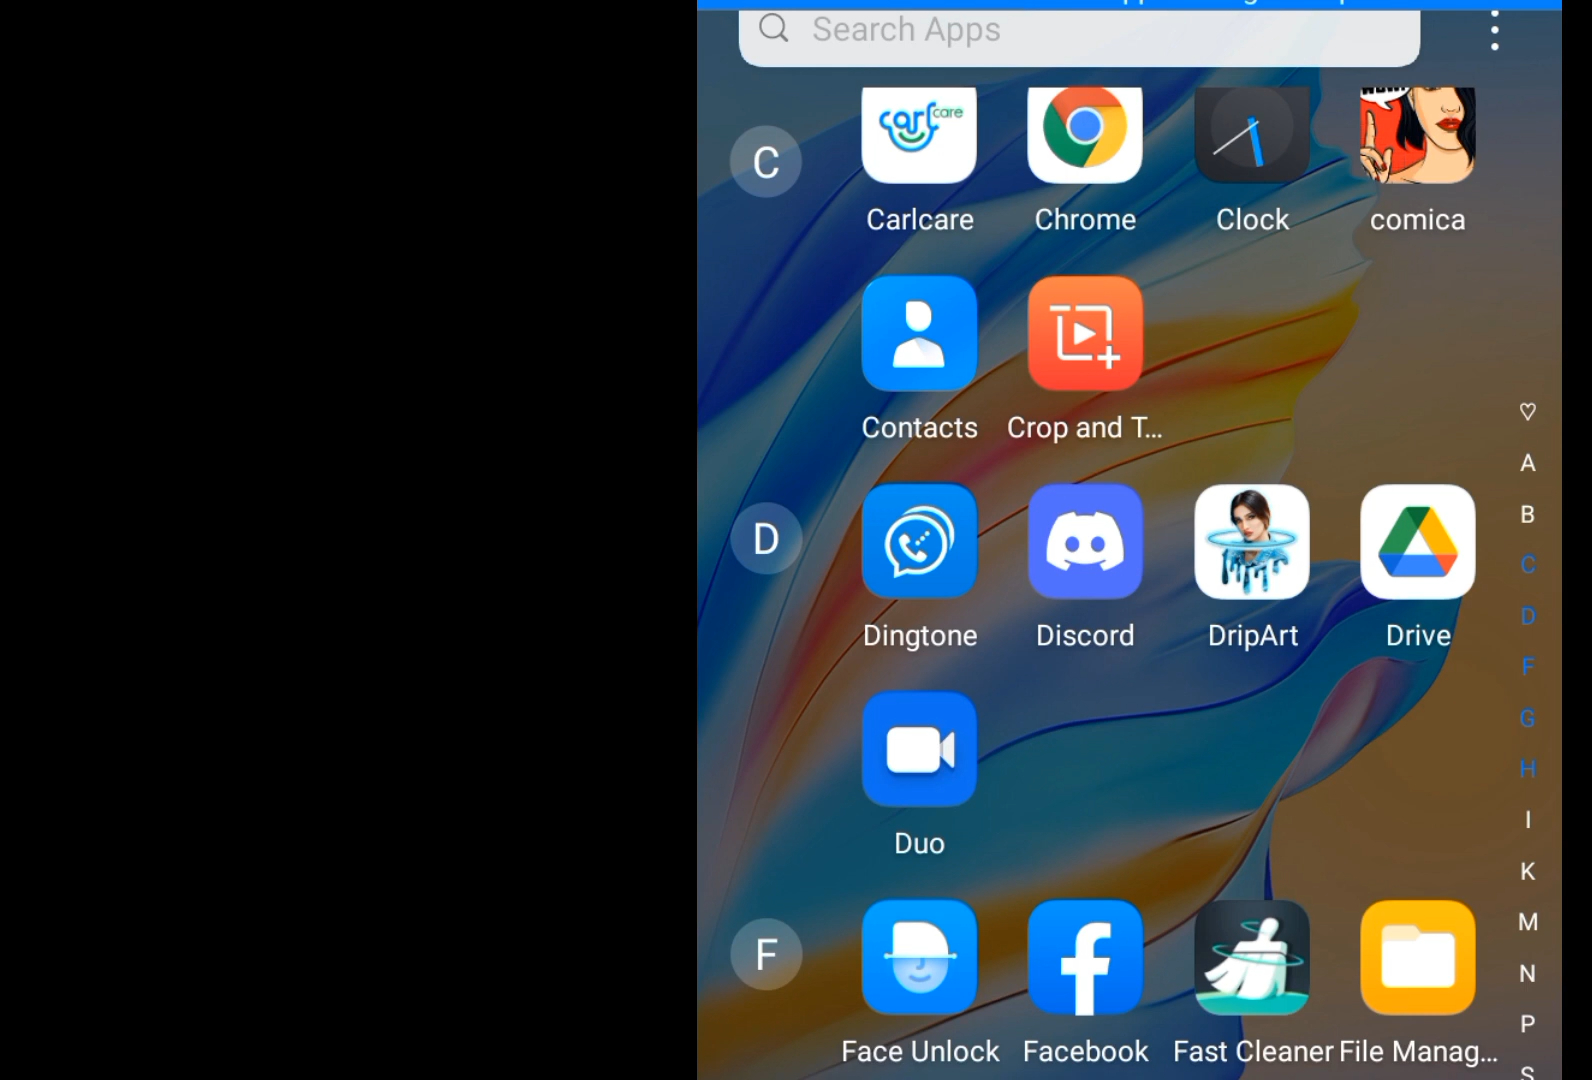 Search Apps
C
care
Carlcare
Chrome
Clock
comica
Contacts
Crop and T...
D
Dingtone
Discord
DripArt
Drive
Duo
F
Face Unlock
Facebook
Fast Cleaner
File Manag...
♡
A
B
C
D
F
G
H
I
K
M
N
P
S